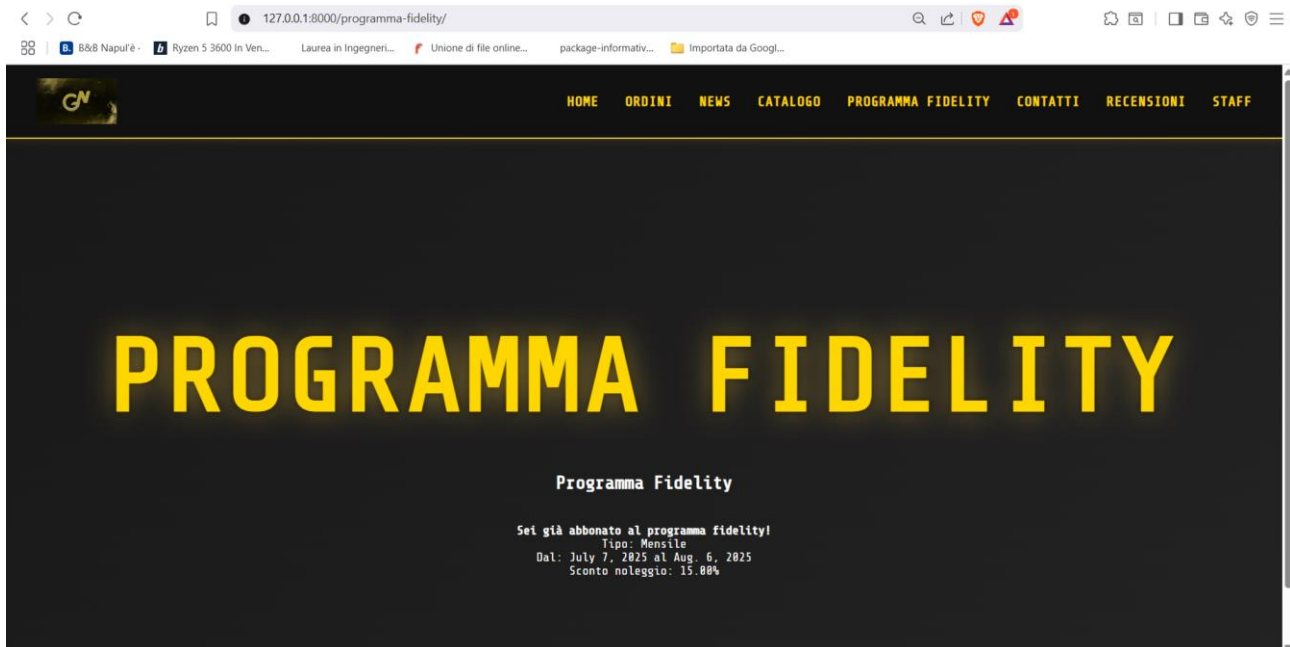 127.0.0.1:8000/programma-fidelity/
B. B&B Napul'è -
b Ryzen 5 3600 In Ven...
Laurea in Ingegneri...
Unione di file online...
package-informativ...
Importata da Googl...
GN
HOME
ORDINI
NEWS
CATALOGO
PROGRAMMA FIDELITY
CONTATTI
RECENSIONI
STAFF
PROGRAMMA FIDELITY
Programma Fidelity
Sei già abbonato al programma fidelity!
Tipo: Mensile
Dal: July 7, 2025 al Aug. 6, 2025
Sconto noleggio: 15.00%